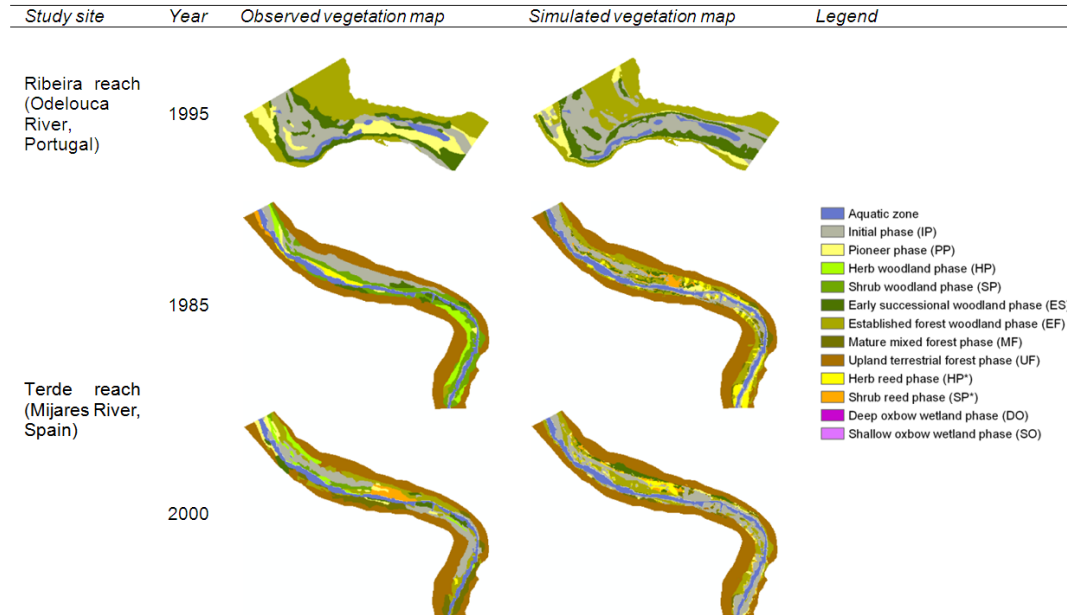 Study site Year Observed vegetation map Simulated vegetation map Legend
Ribeira reach
(Odelouca
River,
Portugal)
1995
1985
Terde reach
(Mijares River,
Spain)
2000
Aquatic zone
Initial phase (IP)
Pioneer phase (PP)
Herb woodland phase (HP)
Shrub woodland phase (SP)
Early successional woodland phase (ES)
Established forest woodland phase (EF)
Mature mixed forest phase (MF)
Upland terrestrial forest phase (UF)
Herb reed phase (HP*)
Shrub reed phase (SP*)
Deep oxbow wetland phase (DO)
Shallow oxbow wetland phase (SO)